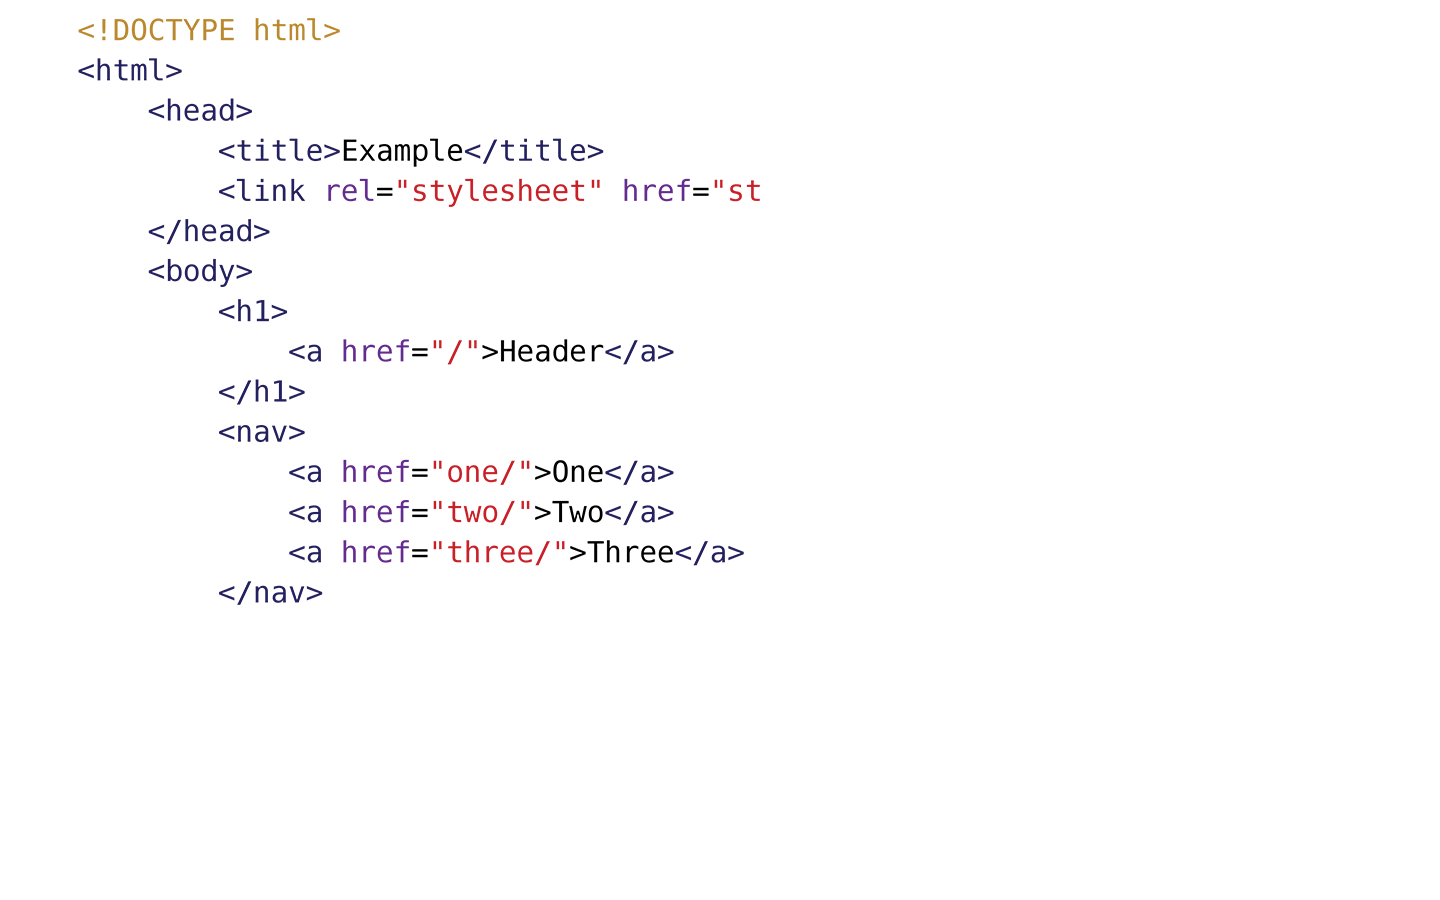 <!DOCTYPE html>
<html>
    <head>
        <title>Example</title>
        <link rel="stylesheet" href="st
    </head>
    <body>
        <h1>
            <a href="/">Header</a>
        </h1>
        <nav>
            <a href="one/">One</a>
            <a href="two/">Two</a>
            <a href="three/">Three</a>
        </nav>